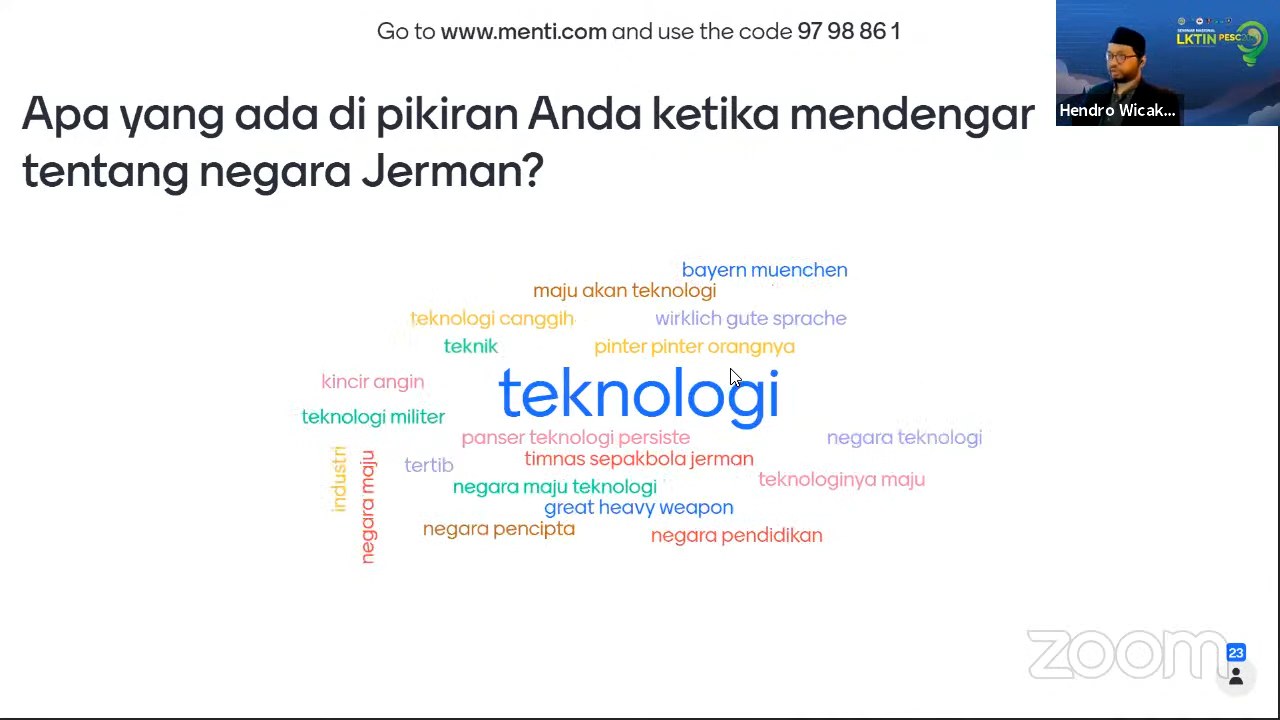 Go to www.menti.com and use the code 97 98 86 1
LKTIN PESC
Hendro Wicak...
Apa yang ada di pikiran Anda ketika mendengar
tentang negara Jerman?
bayern muenchen
maju akan teknologi
teknologi canggih
wirklich gute sprache
teknik
pinter pinter orangnya
kincir angin
teknologi
teknologi militer
panser teknologi persiste
negara teknologi
industri
negara maju
tertib
timnas sepakbola jerman
teknologinya maju
negara maju teknologi
great heavy weapon
negara pencipta
negara pendidikan
zoom
23